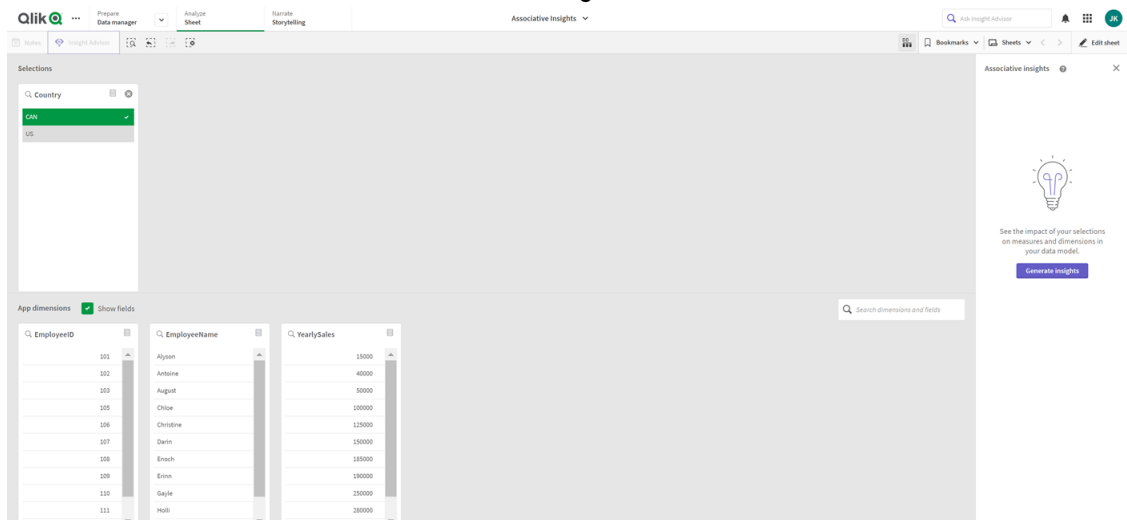 Qlik Q ... Prepare Data manager Analyze Sheet Narrate Storytelling Associative Insights Ask Insight Advisor JK
Notes Insight Advisor Bookmarks Sheets Edit sheet
Selections
Associative insights
Country
CAN
US
See the impact of your selections
on measures and dimensions in
your data model.
Generate insights
App dimensions Show fields
Search dimensions and fields
EmployeeID EmployeeName YearlySales
101 Alyson 15000
102 Antoine 40000
103 August 50000
105 Chloe 100000
106 Christine 125000
107 Darin 150000
108 Enoch 185000
109 Erinn 190000
110 Gayle 250000
111 Holli 280000